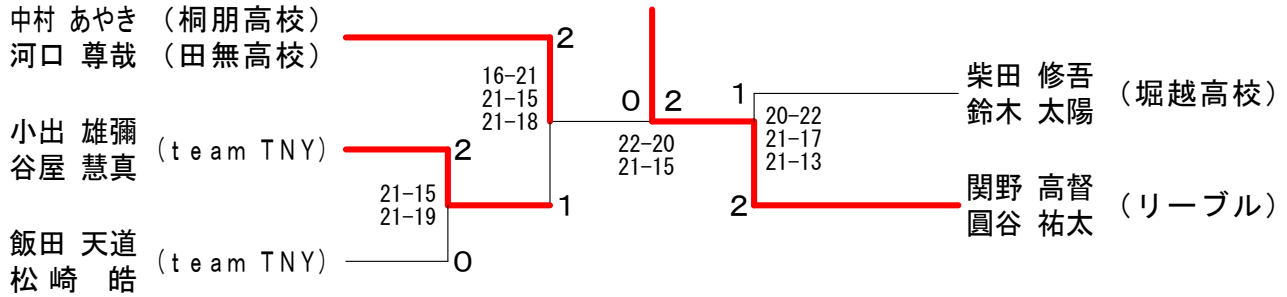 中村 あやき (桐朋高校)
河口 尊哉 (田無高校)
2
16-21
21-15
21-18
小出 雄彌
谷屋 慧真
(team TNY)
2
21-15
21-19
1
飯田 天道
松崎 皓
(team TNY)
0
0
2
22-20
21-15
1
20-22
21-17
21-13
2
柴田 修吾
鈴木 太陽
(堀越高校)
関野 高督
圓谷 祐太
(リーブル)